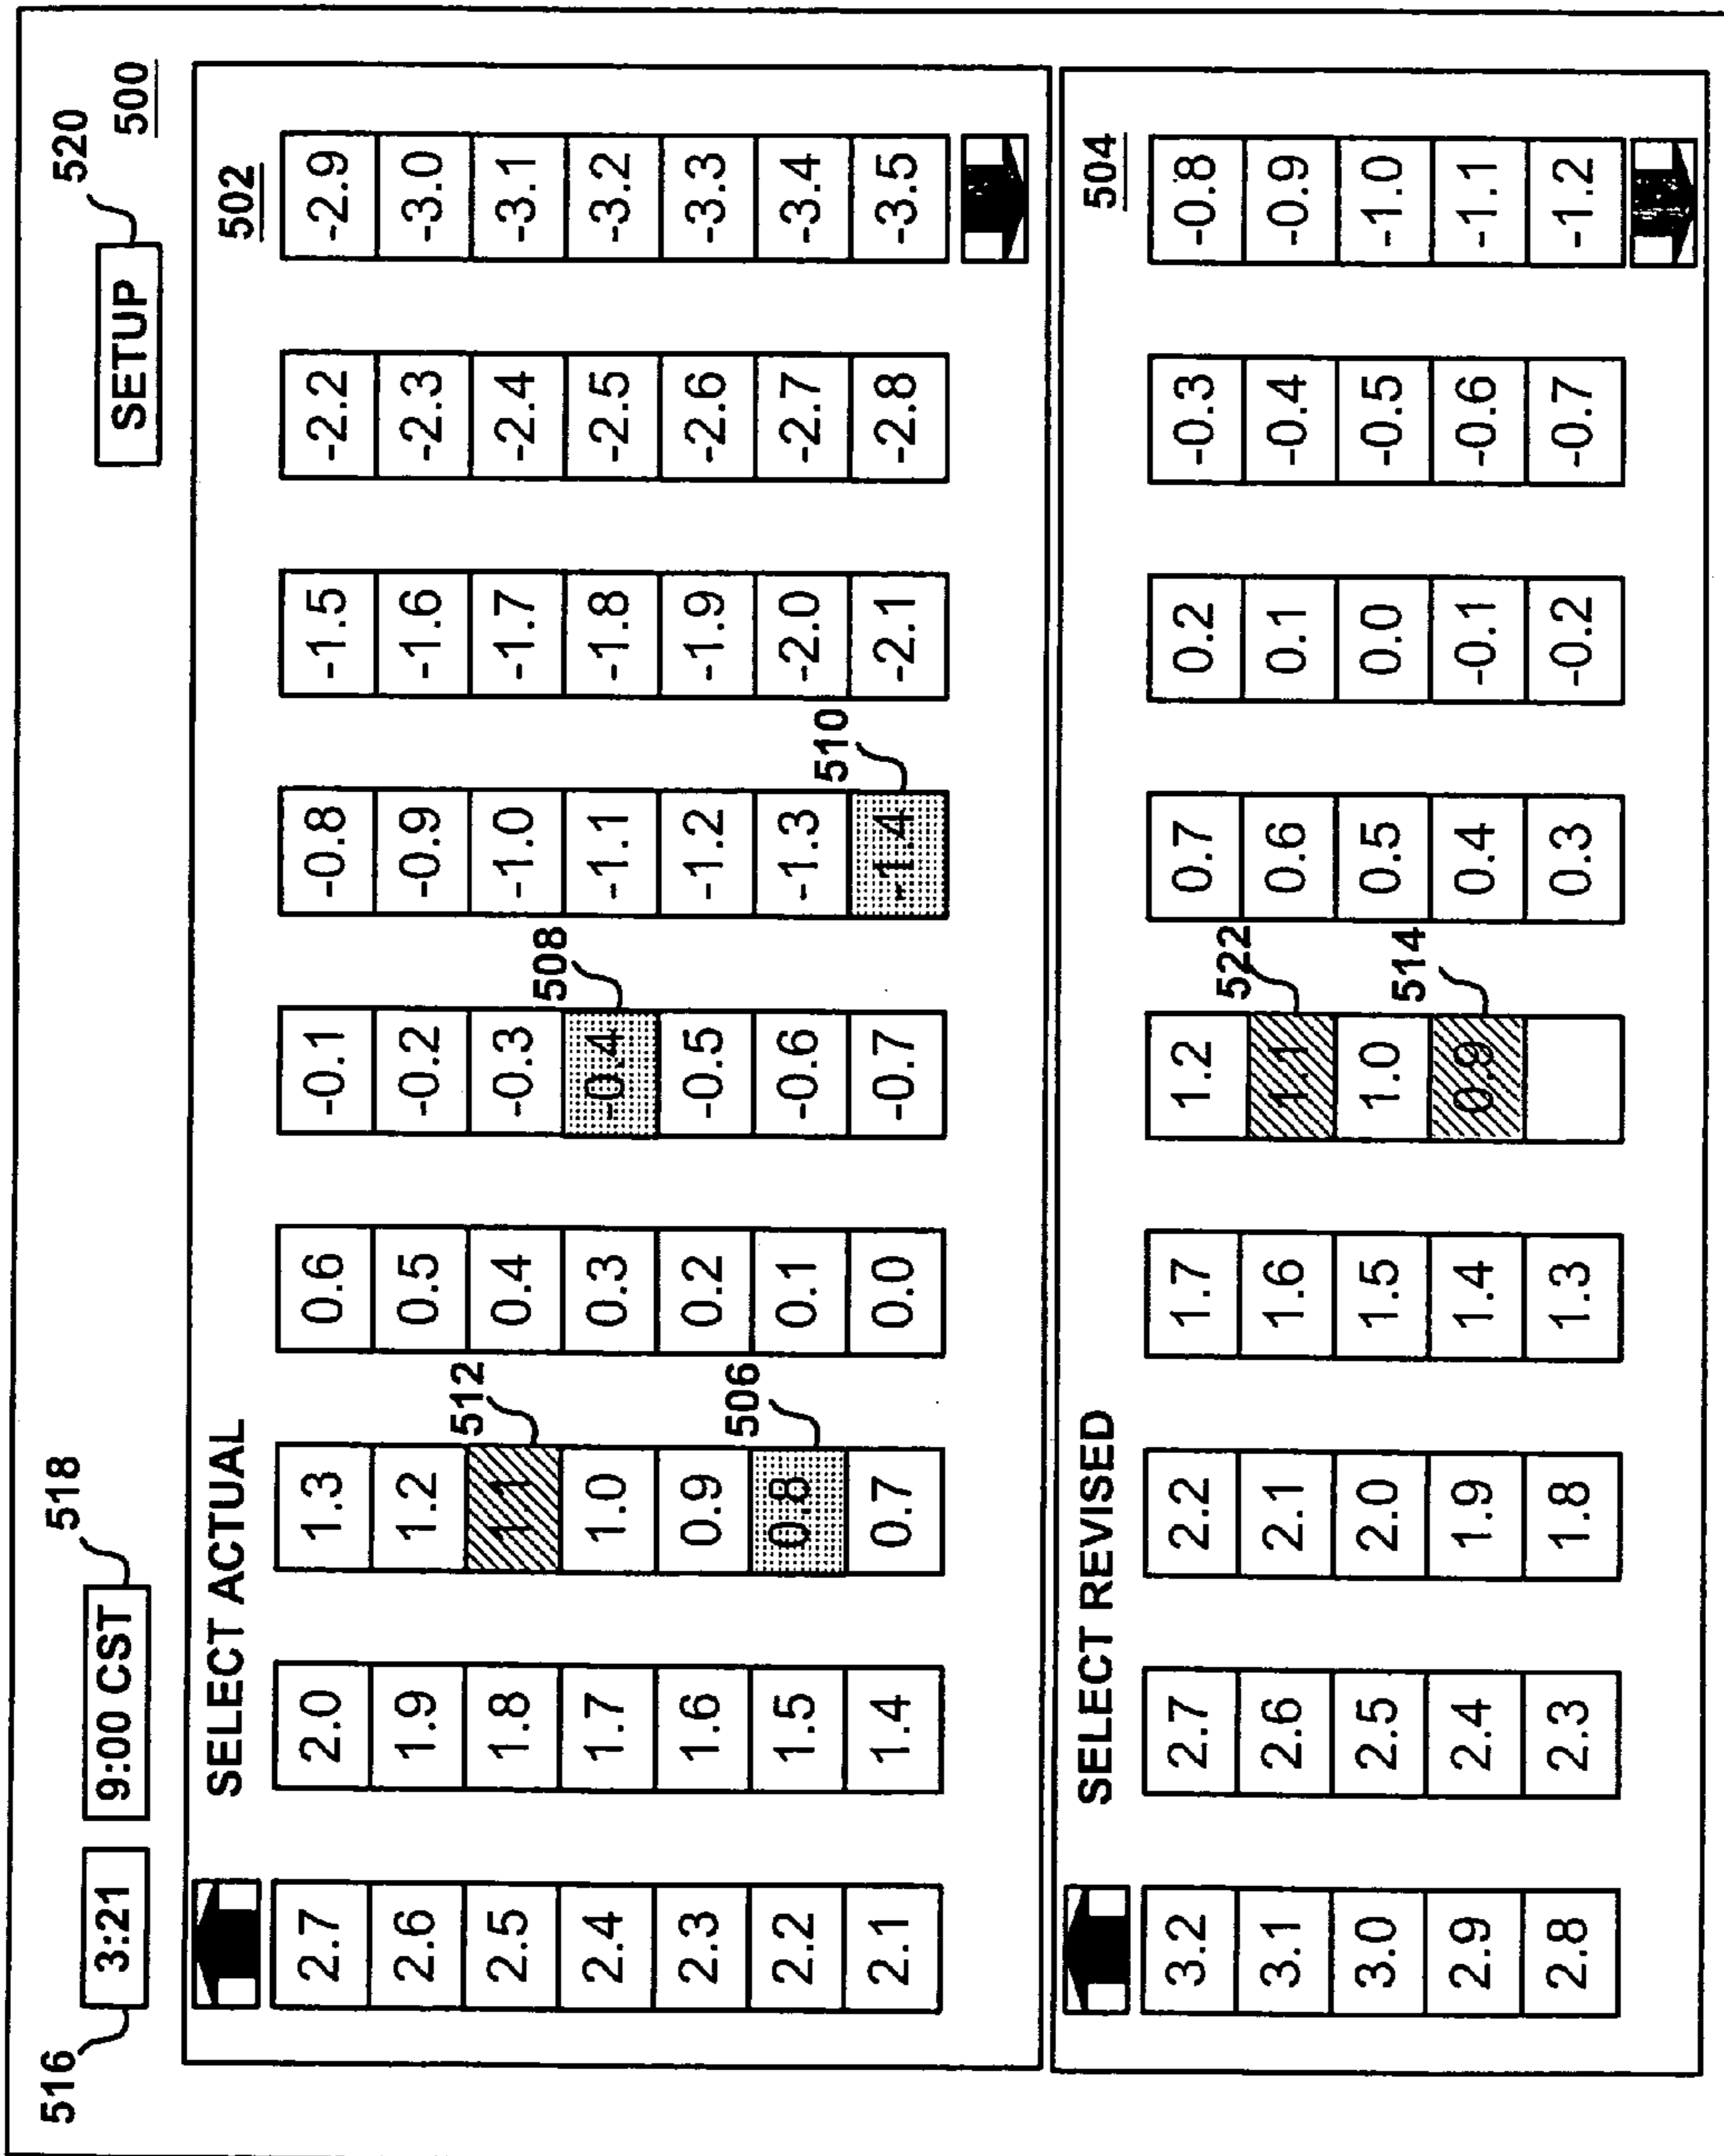 516 3:21 9:00 CST 518 SETUP 520
500
SELECT ACTUAL 502
2.7 2.0 1.3 0.6 -0.1 -0.8 -1.5 -2.2 -2.9
2.6 1.9 1.2 0.5 -0.2 -0.9 -1.6 -2.3 -3.0
2.5 1.8 1.1 512 0.4 -0.3 -1.0 -1.7 -2.4 -3.1
2.4 1.7 1.0 0.3 -0.4 508 -1.1 -1.8 -2.5 -3.2
2.3 1.6 0.9 0.2 -0.5 -1.2 -1.9 -2.6 -3.3
2.2 1.5 0.8 506 0.1 -0.6 -1.3 -2.0 -2.7 -3.4
2.1 1.4 0.7 0.0 -0.7 -1.4 510 -2.1 -2.8 -3.5
SELECT REVISED 504
3.2 2.7 2.2 1.7 1.2 0.7 0.2 -0.3 -0.8
3.1 2.6 2.1 1.6 1.1 522 0.6 0.1 -0.4 -0.9
3.0 2.5 2.0 1.5 1.0 0.5 0.0 -0.5 -1.0
2.9 2.4 1.9 1.4 0.9 514 0.4 -0.1 -0.6 -1.1
2.8 2.3 1.8 1.3 0.3 -0.2 -0.7 -1.2